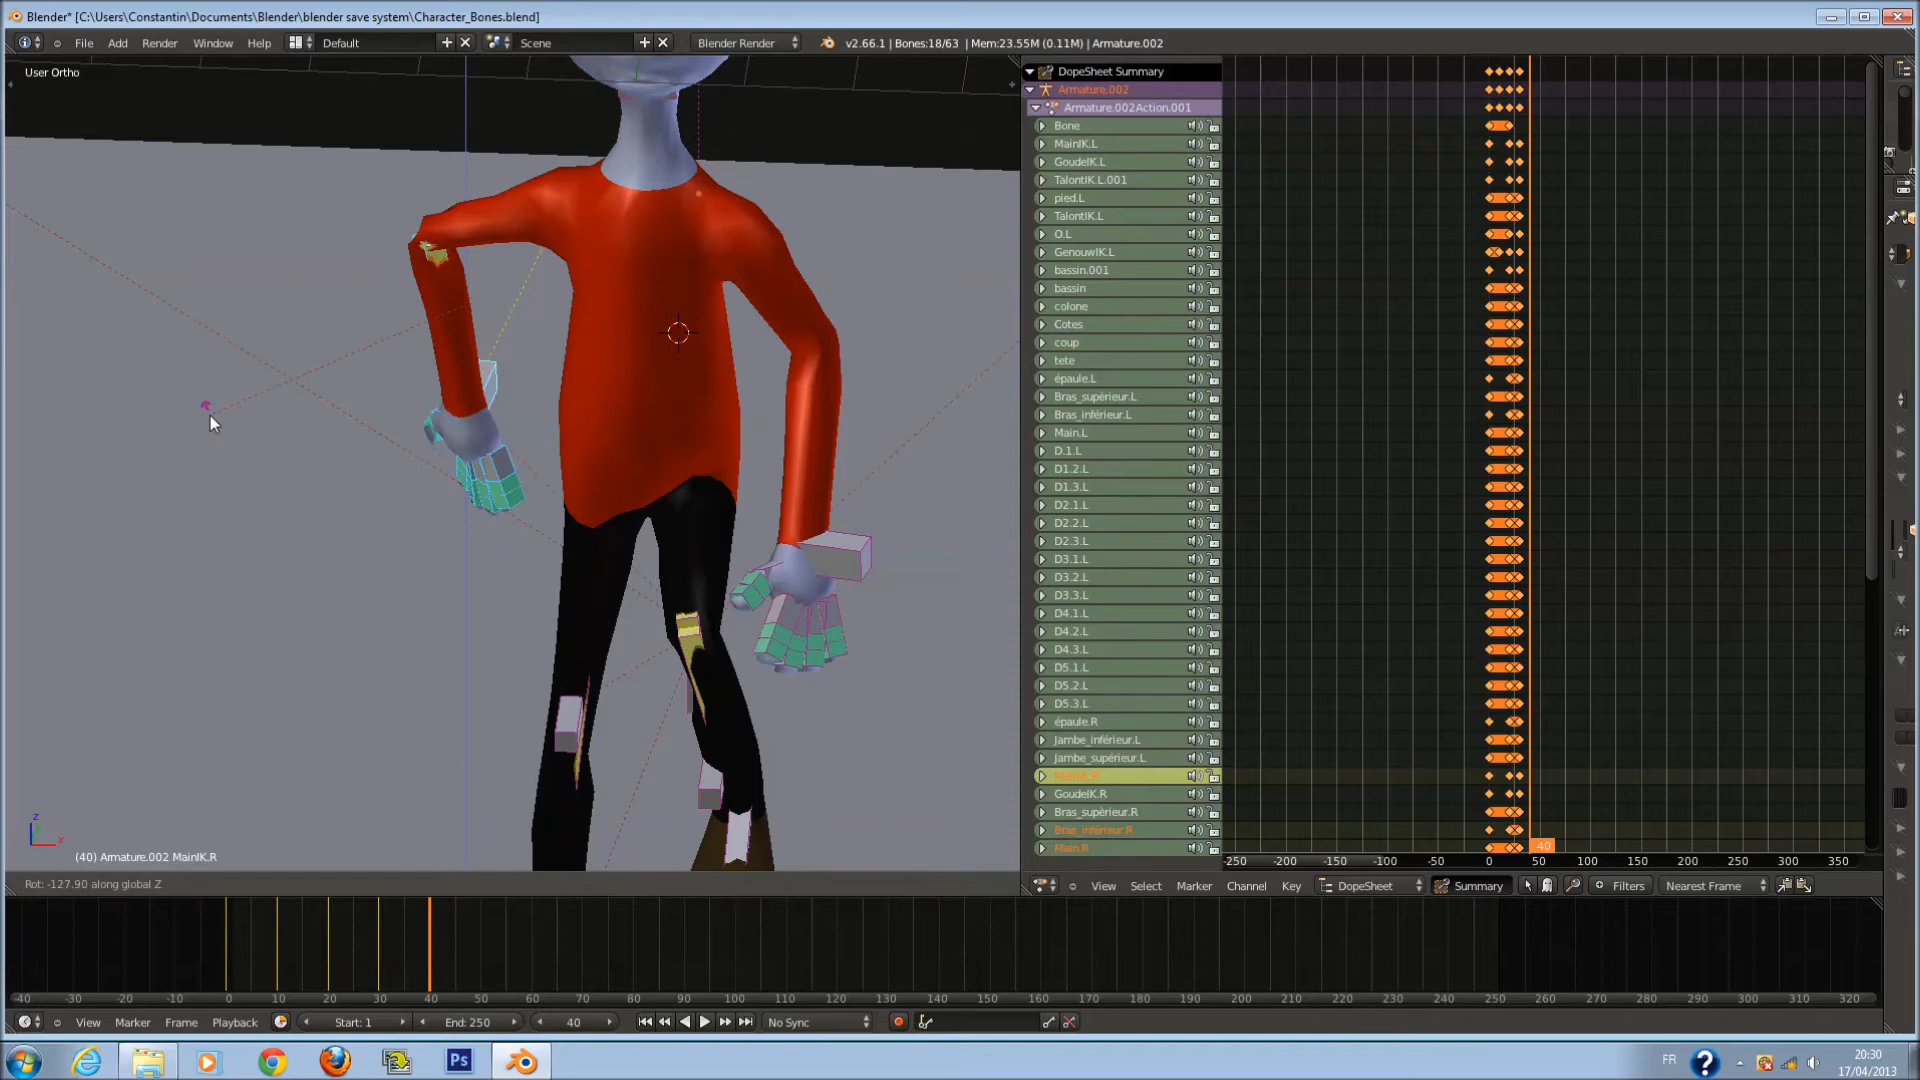 Blender* [C:\Users\Constantin\Documents\Blender\blender save system\Character_Bones.blend]
File Add Render Window Help Default Scene Blender Render v2.66.1 | Bones:18/63 | Mem:23.55M (0.11M) | Armature.002
User Ortho
DopeSheet Summary
Armature.002
Armature.002Action.001
Bone
MainIK.L
GoudeIK.L
TalontIK.L.001
pied.L
TalontIK.L
O.L
GenouwIK.L
bassin.001
bassin
colone
Cotes
coup
tete
épaule.L
Bras_supèrieur.L
Bras_inférieur.L
Main.L
D.1.L
D1.2.L
D1.3.L
D2.1.L
D2.2.L
D2.3.L
D3.1.L
D3.2.L
D3.3.L
D4.1.L
D4.2.L
D4.3.L
D5.1.L
D5.2.L
D5.3.L
épaule.R
Jambe_inférieur.L
Jambe_supérieur.L
MainIK.R
GoudeIK.R
Bras_supèrieur.R
Bras_inférieur.R
Main.R
z
x
(40) Armature.002 MainIK.R
40
-250 -200 -150 -100 -50 0 50 100 150 200 250 300 350
Rot: -127.90 along global Z
View Select Marker Channel Key DopeSheet Summary Filters Nearest Frame
-40 -30 -20 -10 0 10 20 30 40 50 60 70 80 90 100 110 120 130 140 150 160 170 180 190 200 210 220 230 240 250 260 270 280 290 300 310 320
View Marker Frame Playback Start: 1 End: 250 40 No Sync
Ps
FR
20:30
17/04/2013